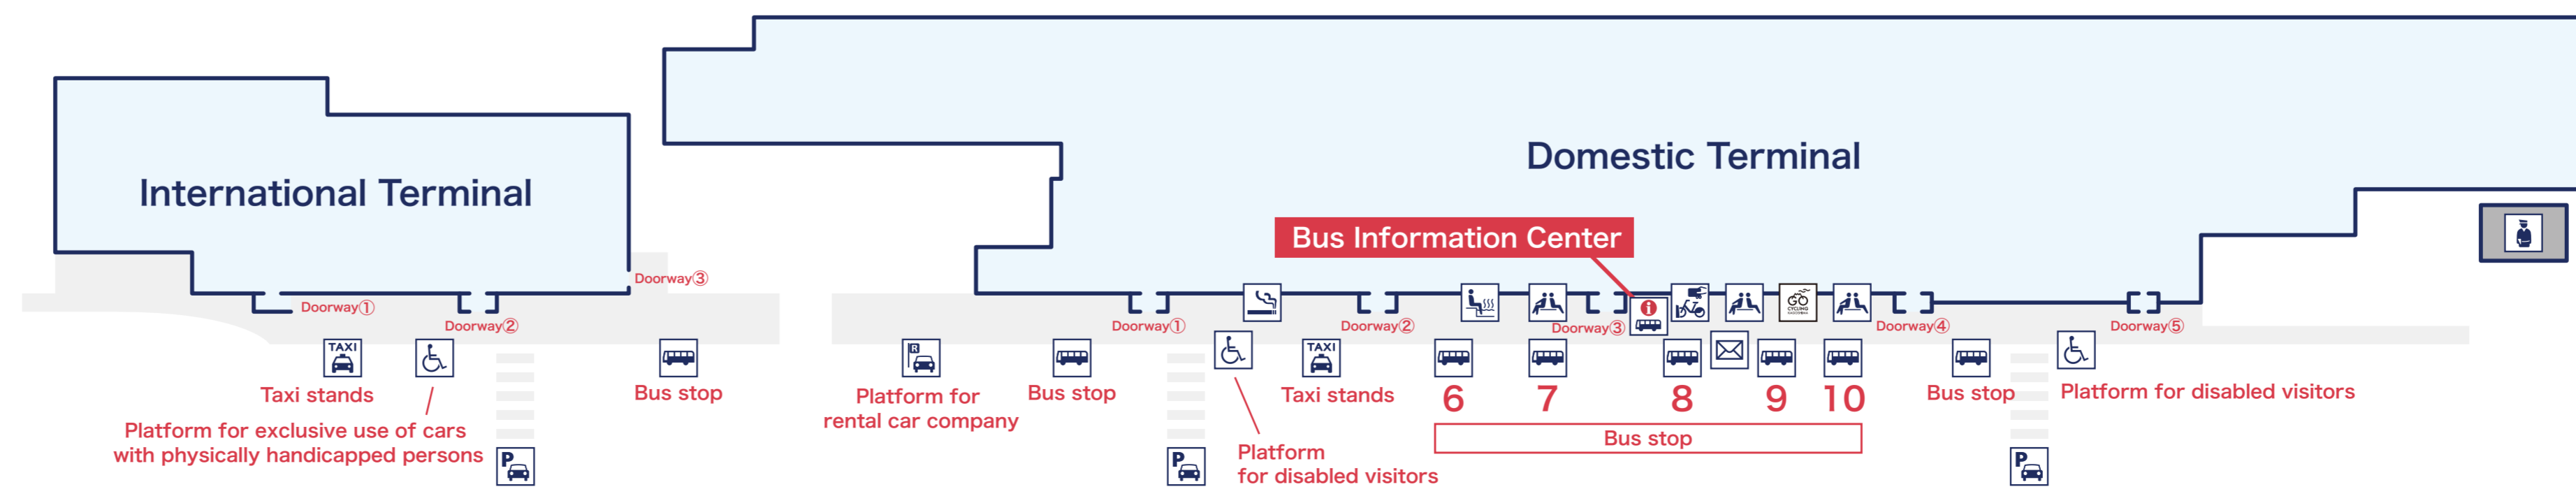 International Terminal
Domestic Terminal
Bus Information Center
Doorway③
Doorway①
Doorway②
Doorway①
Doorway②
Doorway③
Doorway④
Doorway⑤
GO
CYCLING
TAXI
Taxi stands
Platform for exclusive use of cars
with physically handicapped persons
P
Bus stop
R
Platform for
rental car company
Bus stop
P
Platform
for disabled visitors
TAXI
Taxi stands
6
7
8
9
10
Bus stop
Bus stop
P
Platform for disabled visitors